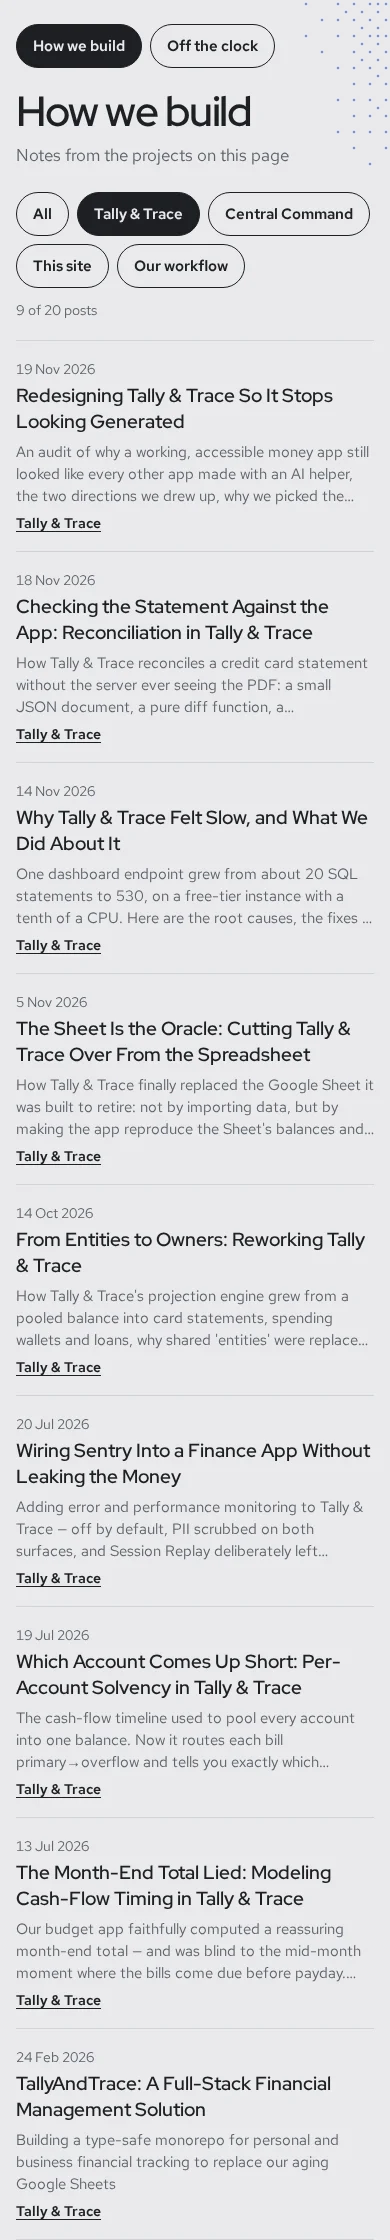 How we build
Off the clock
How we build
Notes from the projects on this page
All
Tally & Trace
Central Command
This site
Our workflow
9 of 20 posts
19 Nov 2026
Redesigning Tally & Trace So It Stops
Looking Generated
An audit of why a working, accessible money app still
looked like every other app made with an AI helper,
the two directions we drew up, why we picked the…
Tally & Trace
18 Nov 2026
Checking the Statement Against the
App: Reconciliation in Tally & Trace
How Tally & Trace reconciles a credit card statement
without the server ever seeing the PDF: a small
JSON document, a pure diff function, a…
Tally & Trace
14 Nov 2026
Why Tally & Trace Felt Slow, and What We
Did About It
One dashboard endpoint grew from about 20 SQL
statements to 530, on a free-tier instance with a
tenth of a CPU. Here are the root causes, the fixes …
Tally & Trace
5 Nov 2026
The Sheet Is the Oracle: Cutting Tally &
Trace Over From the Spreadsheet
How Tally & Trace finally replaced the Google Sheet it
was built to retire: not by importing data, but by
making the app reproduce the Sheet's balances and…
Tally & Trace
14 Oct 2026
From Entities to Owners: Reworking Tally
& Trace
How Tally & Trace's projection engine grew from a
pooled balance into card statements, spending
wallets and loans, why shared 'entities' were replace…
Tally & Trace
20 Jul 2026
Wiring Sentry Into a Finance App Without
Leaking the Money
Adding error and performance monitoring to Tally &
Trace — off by default, PII scrubbed on both
surfaces, and Session Replay deliberately left…
Tally & Trace
19 Jul 2026
Which Account Comes Up Short: Per-
Account Solvency in Tally & Trace
The cash-flow timeline used to pool every account
into one balance. Now it routes each bill
primary→overflow and tells you exactly which…
Tally & Trace
13 Jul 2026
The Month-End Total Lied: Modeling
Cash-Flow Timing in Tally & Trace
Our budget app faithfully computed a reassuring
month-end total — and was blind to the mid-month
moment where the bills come due before payday.…
Tally & Trace
24 Feb 2026
TallyAndTrace: A Full-Stack Financial
Management Solution
Building a type-safe monorepo for personal and
business financial tracking to replace our aging
Google Sheets
Tally & Trace